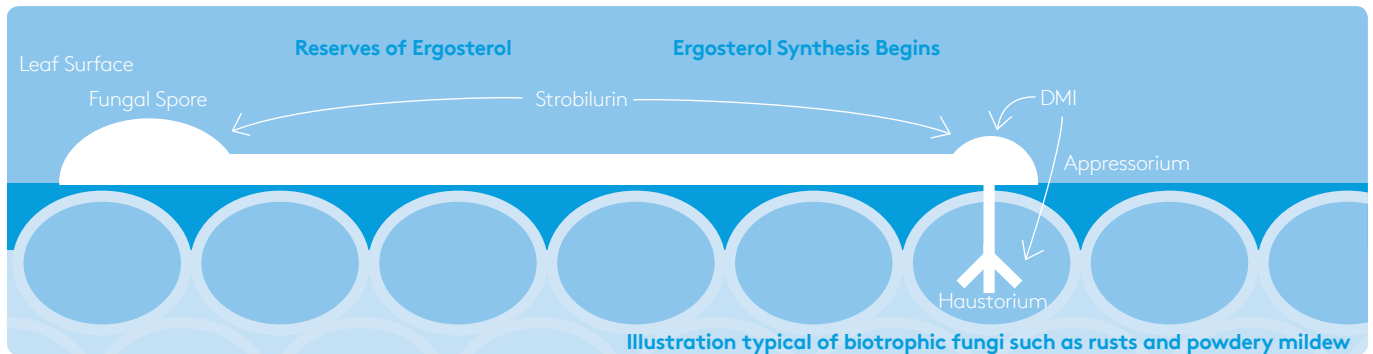 Reserves of Ergosterol
Ergosterol Synthesis Begins
Leaf Surface
Fungal Spore
Strobilurin
DMI
Appressorium
Haustorium
Illustration typical of biotrophic fungi such as rusts and powdery mildew